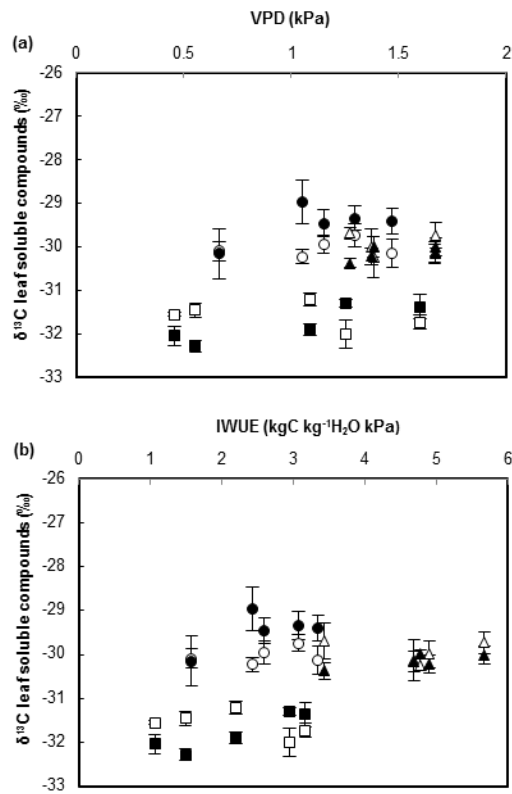 VPD (kPa)
(a)
0 0.5 1 1.5 2
-26
-27
-28
-29
-30
-31
-32
-33
δ¹³C leaf soluble compounds (‰)
IWUE (kgC kg⁻¹H₂O kPa)
(b)
0 1 2 3 4 5 6
-26
-27
-28
-29
-30
-31
-32
-33
δ¹³C leaf soluble compounds (‰)